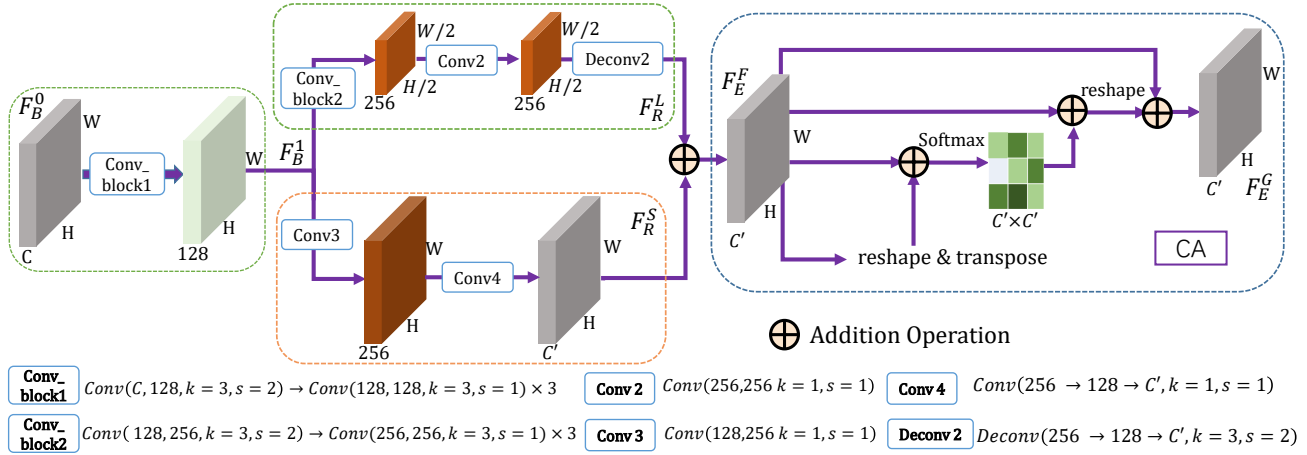 F_B^0
W
Conv_
block1
H
C
W
H
128
F_B^1
Conv_
block2
W/2
H/2
256
Conv2
W/2
H/2
256
Deconv2
F_R^L
Conv3
W
H
256
Conv4
F_R^S
W
H
C′
F_E^F
W
H
C′
Softmax
C′×C′
reshape
reshape & transpose
W
H
C′
F_E^G
CA
Addition Operation
Conv_
block1
Conv(C, 128, k = 3, s = 2) → Conv(128, 128, k = 3, s = 1) × 3
Conv 2
Conv(256,256 k = 1, s = 1)
Conv 4
Conv(256 → 128 → C′, k = 1, s = 1)
Conv_
block2
Conv( 128,256, k = 3, s = 2) → Conv(256, 256, k = 3, s = 1) × 3
Conv 3
Conv(128,256 k = 1, s = 1)
Deconv 2
Deconv(256 → 128 → C′, k = 3, s = 2)